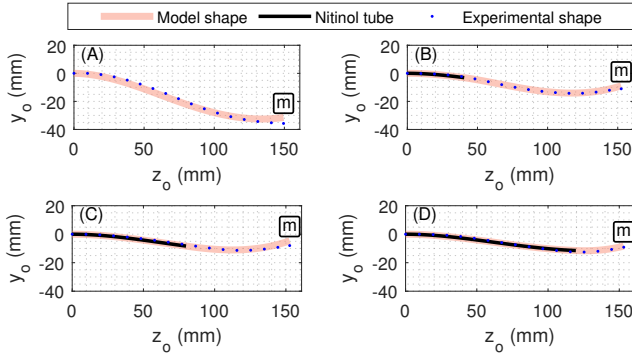 Model shape Nitinol tube Experimental shape
(A) (B)
20 0 -20 -40
y_o (mm)
m
0 50 100 150
z_o (mm)
20 0 -20 -40
y_o (mm)
m
0 50 100 150
z_o (mm)
(C) (D)
20 0 -20 -40
y_o (mm)
m
0 50 100 150
z_o (mm)
20 0 -20 -40
y_o (mm)
m
0 50 100 150
z_o (mm)